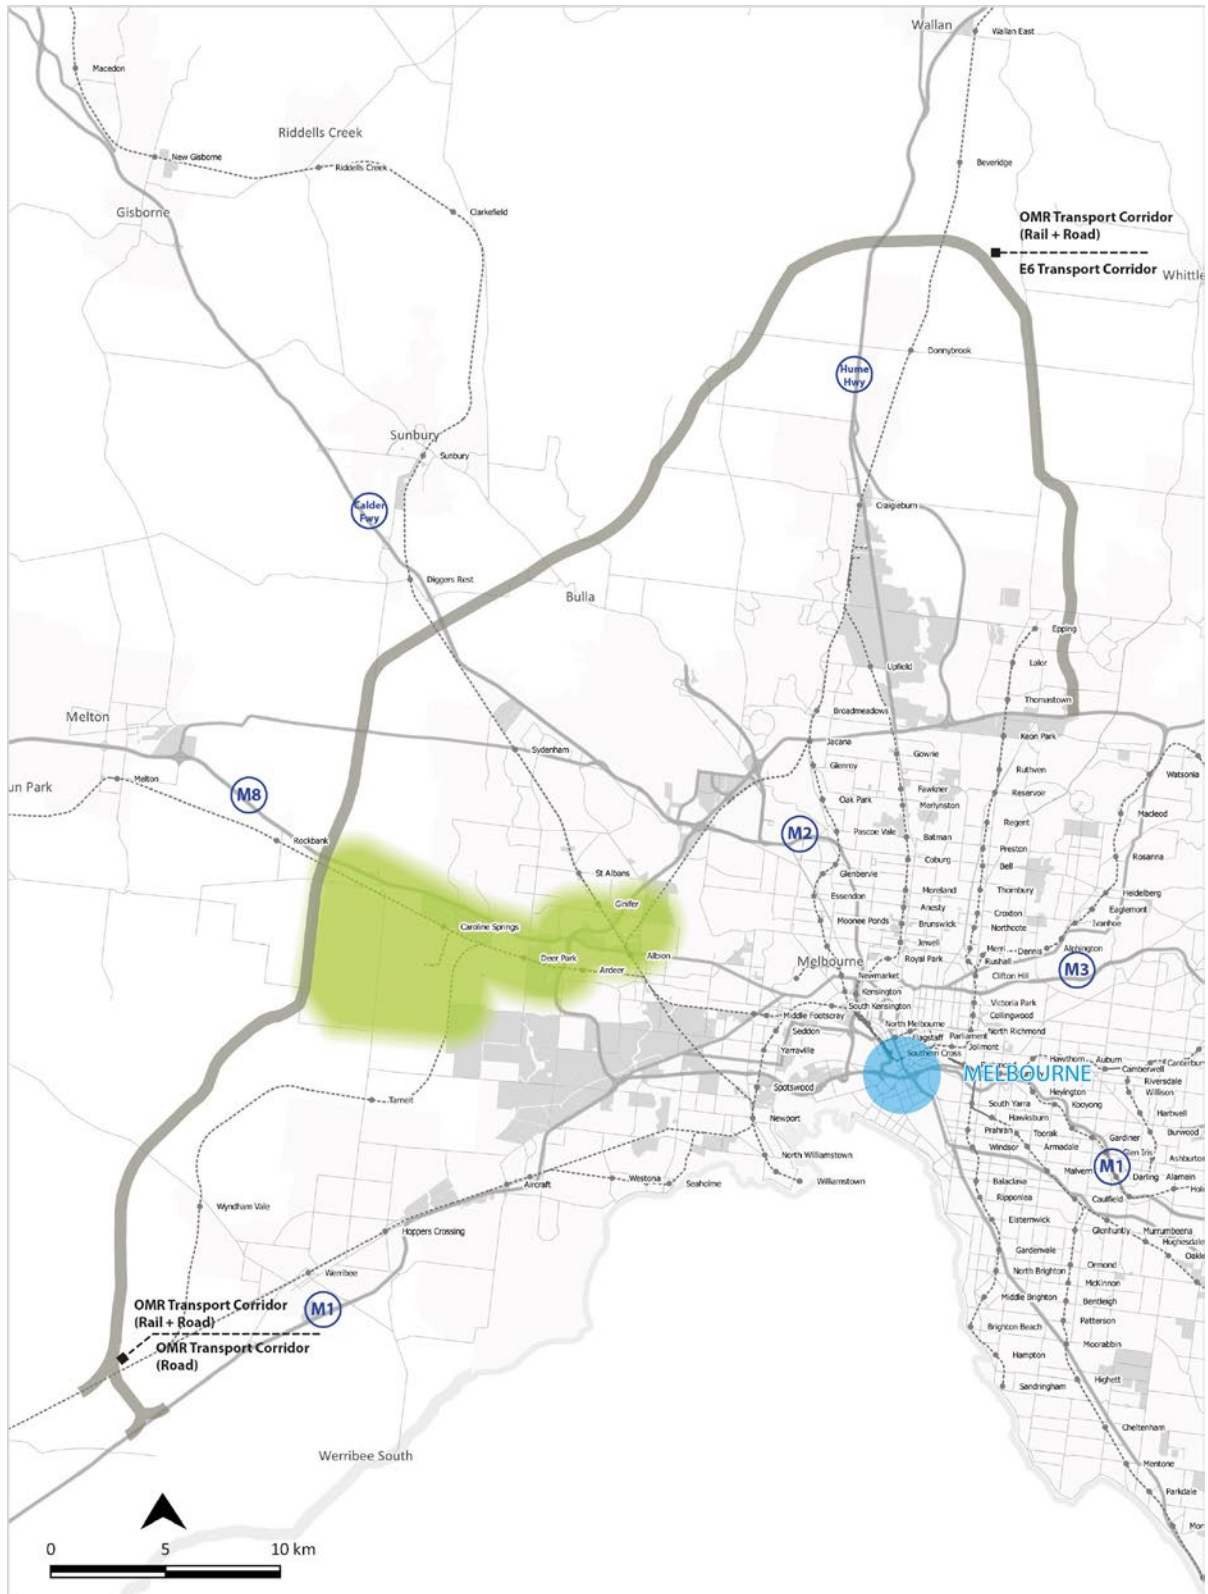 Wallan
Wallan East
Macedon
Riddells Creek
New Gisborne
Riddells Creek
Beveridge
Gisborne
Clarkefield
OMR Transport Corridor
(Rail + Road)
E6 Transport Corridor
Whittle
Donnybrook
Hume
Hwy
Sunbury
Sunbury
Calder
Fwy
Craigieburn
Diggers Rest
Bulla
Epping
Lalor
Upfield
Thomastown
Melton
Broadmeadows
Keon Park
Jacana
Sydenham
Gowrie
Glenroy
Ruthven
Watsonia
Melton
un Park
M8
Fawkner
Reservoir
Oak Park
Merlynston
Macleod
Regent
M2
Pascoe Vale
Batman
Rockbank
Preston
Coburg
Rosanna
Bell
St Albans
Glenbervie
Essendon
Moreland
Thornbury
Heidelberg
Ginifer
Anesty
Eaglemont
Croxton
Moonee Ponds
Brunswick
Northcote
Ivanhoe
Caroline Springs
Jewell
Merri
Dennis
Alphington
Deer Park
Albion
Melbourne
Royal Park
Rushall
M3
Ardeer
Newmarket
Clifton Hill
Kensington
South Kensington
Victoria Park
Middle Footscray
Collingwood
Seddon
North Melbourne
North Richmond
Flagstaff
Parliament
Jolimont
Yarraville
Southern Cross
Hawthorn
Auburn
Canterbur
Camberwell
MELBOURNE
Riversdale
Spotswood
Heyington
Willison
Tarneit
South Yarra
Kooyong
Newport
Hawksburn
Hartwell
Prahran
Toorak
Gardiner
Burwood
Windsor
Armadale
Glen Iris
North Williamstown
Ashburton
Malvern
M1
Aircraft
Westona
Seaholme
Williamstown
Balaclava
Darling
Alamein
Ripponlea
Caulfield
Hol
Wyndham Vale
Elsternwick
Hoppers Crossing
Glenhuntly
Murrumbeena
Hughesdale
Gardenvale
Oakle
Werribee
North Brighton
Ormond
McKinnon
OMR Transport Corridor
(Rail + Road)
M1
Middle Brighton
Bentleigh
OMR Transport Corridor
(Road)
Brighton Beach
Patterson
Moorabbin
Hampton
Sandringham
Highett
Cheltenham
Werribee South
Mentone
Parkdale
Mor
0 5 10 km